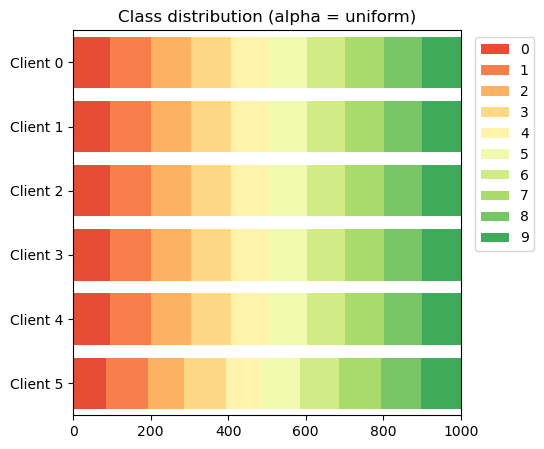 Class distribution (alpha = uniform)
Client 0
Client 1
Client 2
Client 3
Client 4
Client 5
0 200 400 600 800 1000
0
1
2
3
4
5
6
7
8
9